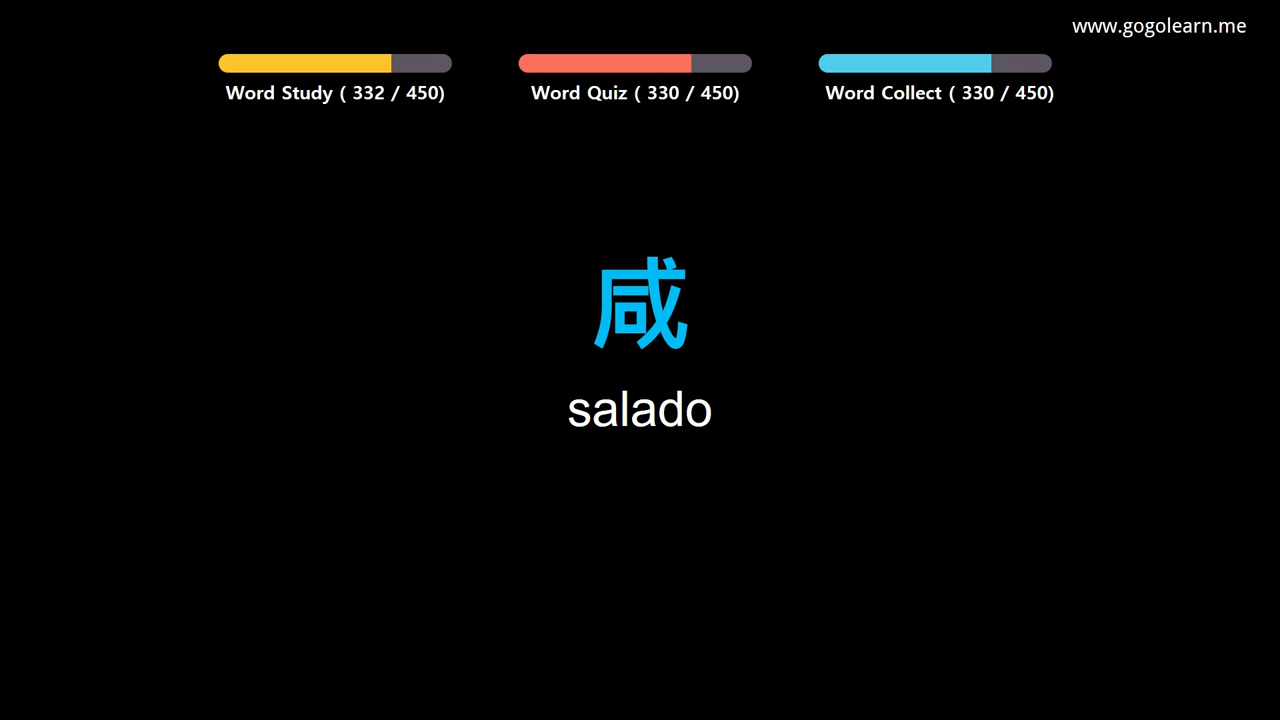 www.gogolearn.me
Word Study ( 332 / 450)
Word Quiz ( 330 / 450)
Word Collect ( 330 / 450)
咸
salado